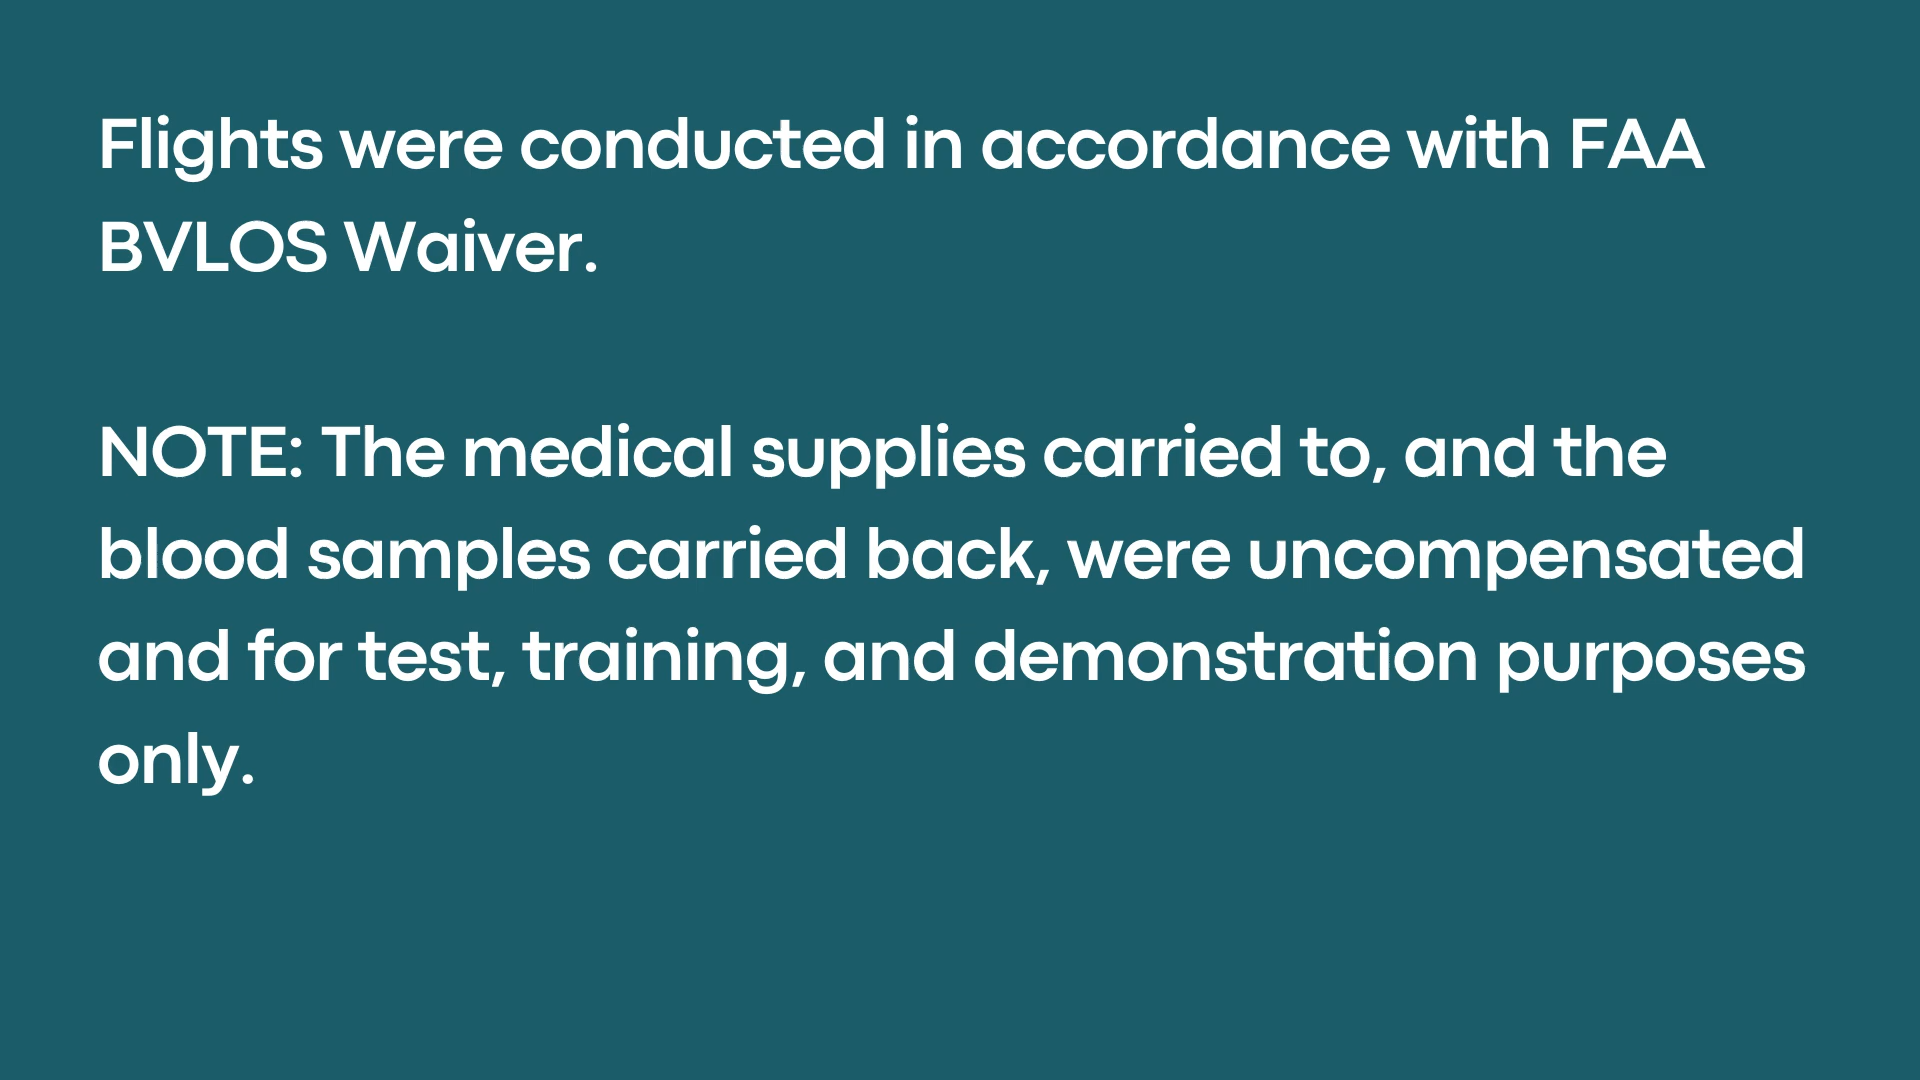 Flights were conducted in accordance with FAA
BVLOS Waiver.
NOTE: The medical supplies carried to, and the
blood samples carried back, were uncompensated
and for test, training, and demonstration purposes
only.